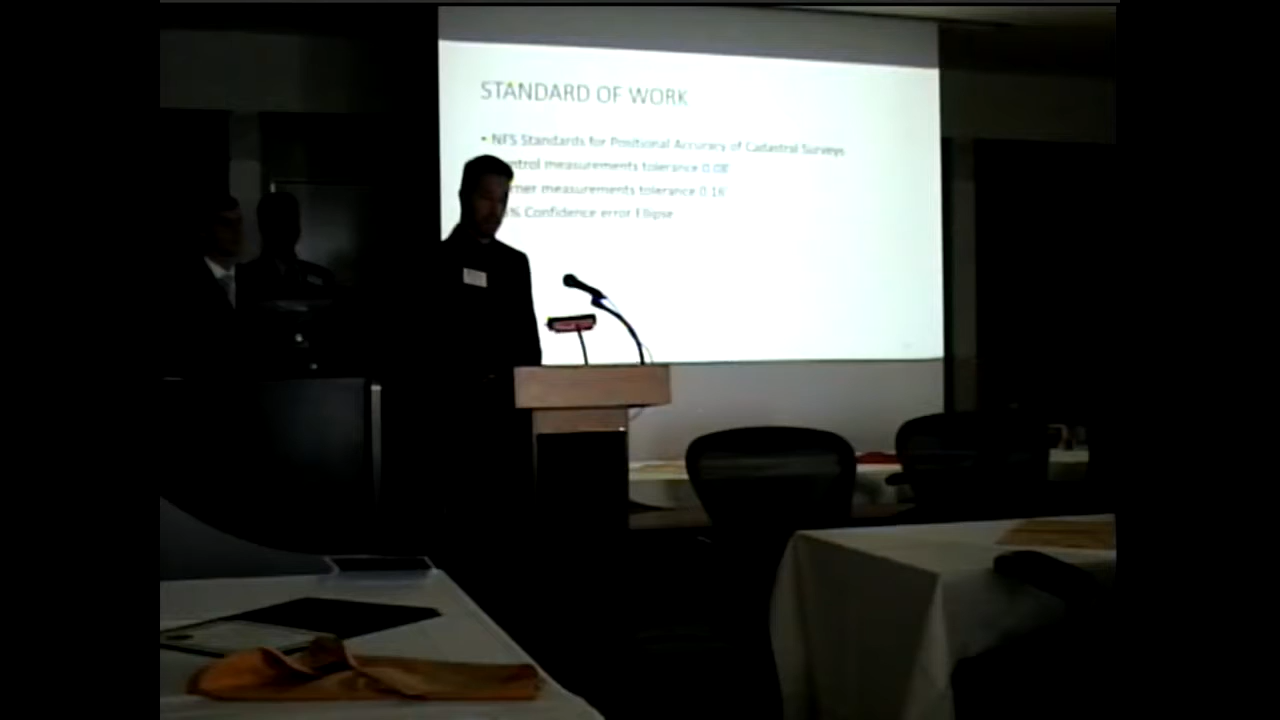 STANDARD OF WORK
• NFS Standards for Positional Accuracy of Cadastral Surveys
ntrol measurements tolerance 0.08'
rner measurements tolerance 0.16'
% Confidence error Ellipse